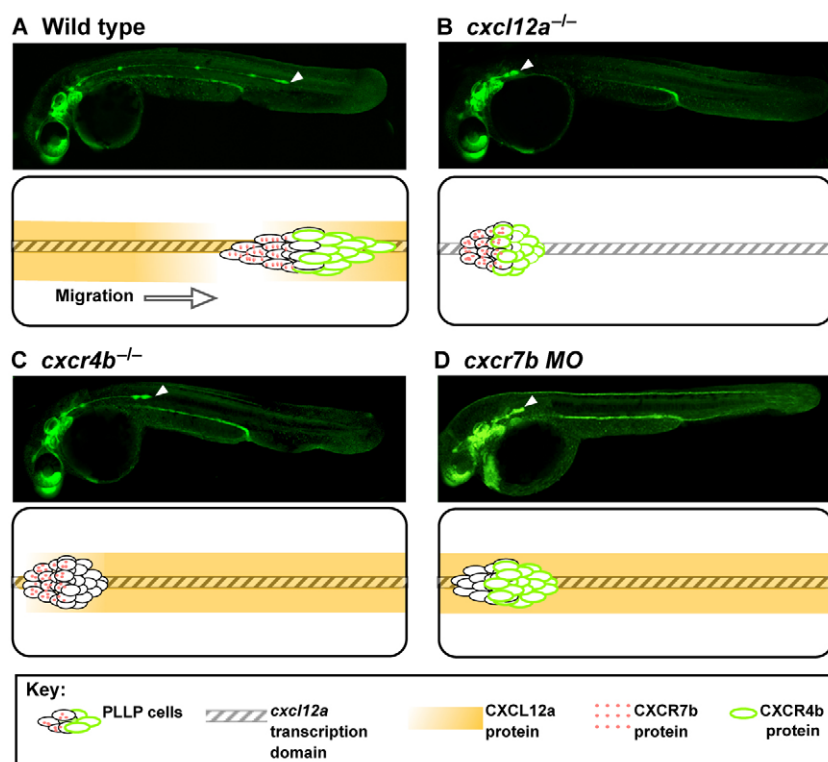 A Wild type
B cxcl12a–/–
Migration
C cxcr4b–/–
D cxcr7b MO
Key:
PLLP cells
cxcl12a
transcription
domain
CXCL12a
protein
CXCR7b
protein
CXCR4b
protein